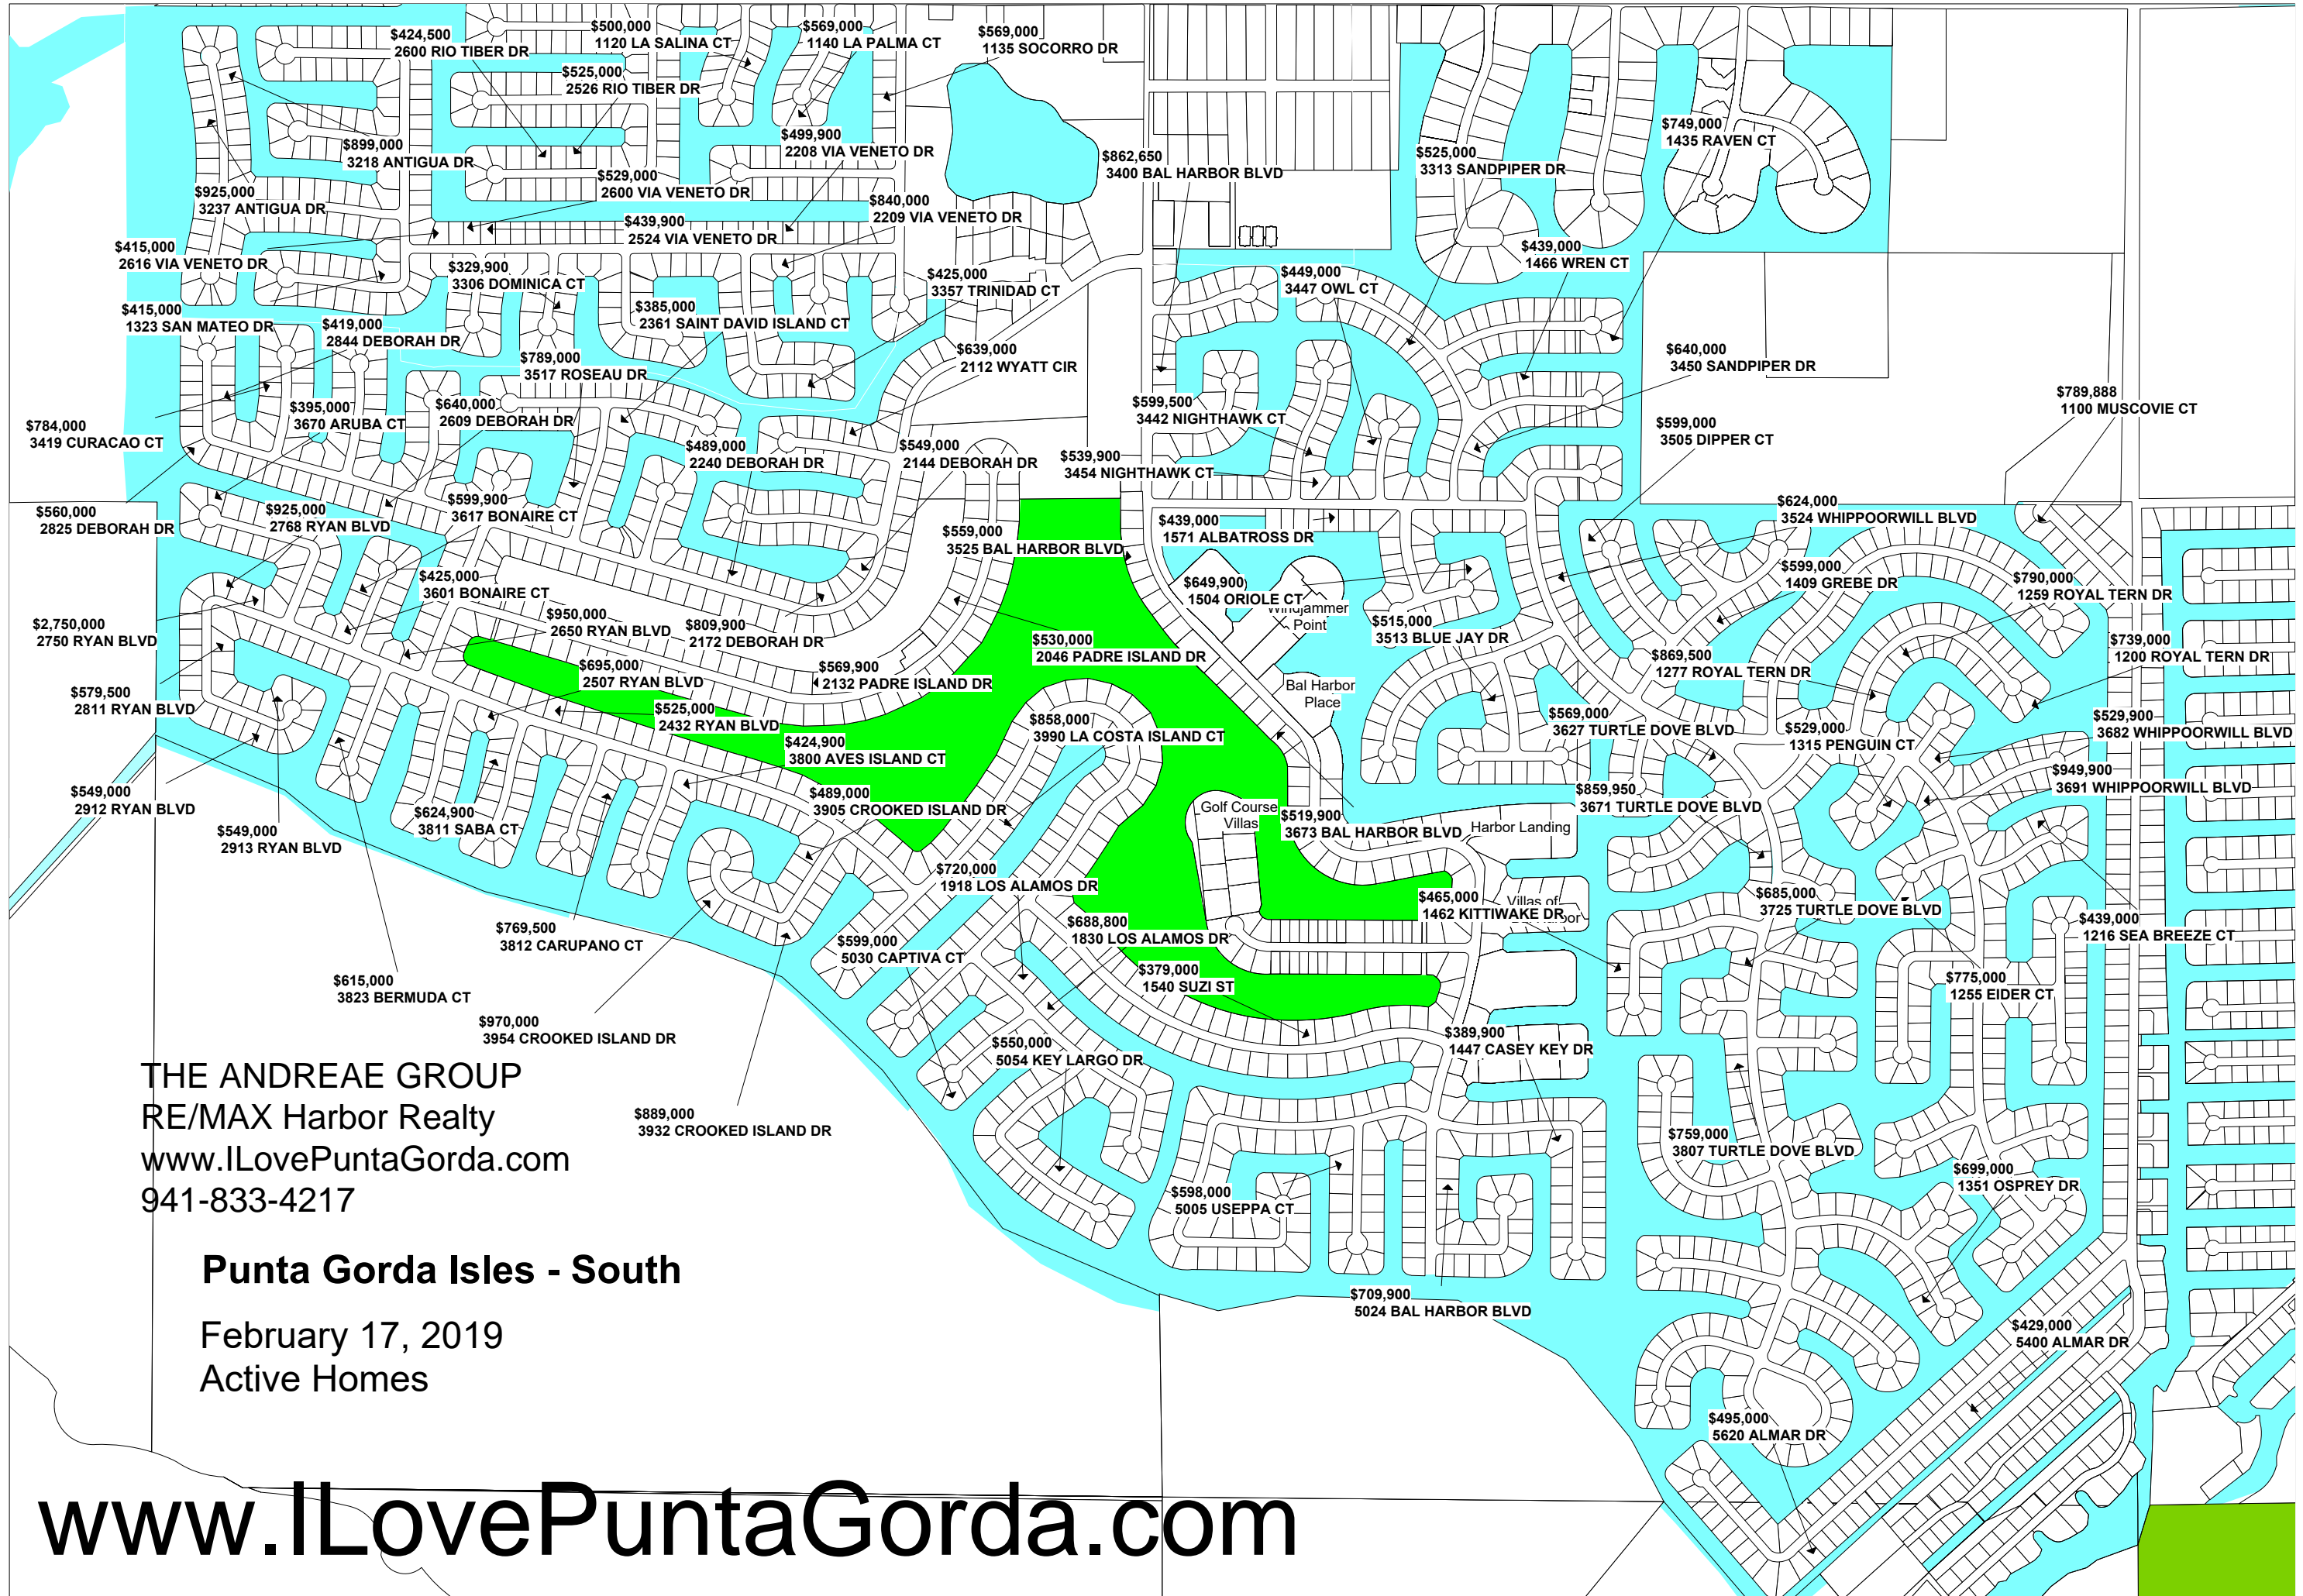 $424,500
2600 RIO TIBER DR
$500,000
1120 LA SALINA CT
$569,000
1140 LA PALMA CT
$569,000
1135 SOCORRO DR
$525,000
2526 RIO TIBER DR
$899,000
3218 ANTIGUA DR
$499,900
2208 VIA VENETO DR
$862,650
3400 BAL HARBOR BLVD
$525,000
3313 SANDPIPER DR
$749,000
1435 RAVEN CT
$925,000
3237 ANTIGUA DR
$529,000
2600 VIA VENETO DR
$840,000
2209 VIA VENETO DR
$439,900
2524 VIA VENETO DR
$415,000
2616 VIA VENETO DR
$329,900
3306 DOMINICA CT
$425,000
3357 TRINIDAD CT
$449,000
3447 OWL CT
$439,000
1466 WREN CT
$415,000
1323 SAN MATEO DR
$419,000
2844 DEBORAH DR
$385,000
2361 SAINT DAVID ISLAND CT
$789,000
3517 ROSEAU DR
$639,000
2112 WYATT CIR
$640,000
3450 SANDPIPER DR
$789,888
1100 MUSCOVIE CT
$784,000
3419 CURACAO CT
$395,000
3670 ARUBA CT
$640,000
2609 DEBORAH DR
$599,500
3442 NIGHTHAWK CT
$599,000
3505 DIPPER CT
$489,000
2240 DEBORAH DR
$549,000
2144 DEBORAH DR
$539,900
3454 NIGHTHAWK CT
$560,000
2825 DEBORAH DR
$925,000
2768 RYAN BLVD
$599,900
3617 BONAIRE CT
$559,000
3525 BAL HARBOR BLVD
$439,000
1571 ALBATROSS DR
$624,000
3524 WHIPPOORWILL BLVD
$425,000
3601 BONAIRE CT
$649,900
1504 ORIOLE CT
Windjammer
Point
$599,000
1409 GREBE DR
$790,000
1259 ROYAL TERN DR
$2,750,000
2750 RYAN BLVD
$950,000
2650 RYAN BLVD
$809,900
2172 DEBORAH DR
$530,000
2046 PADRE ISLAND DR
$515,000
3513 BLUE JAY DR
$739,000
1200 ROYAL TERN DR
$695,000
2507 RYAN BLVD
$569,900
2132 PADRE ISLAND DR
$869,500
1277 ROYAL TERN DR
$579,500
2811 RYAN BLVD
Bal Harbor
Place
$525,000
2432 RYAN BLVD
$858,000
3990 LA COSTA ISLAND CT
$569,000
3627 TURTLE DOVE BLVD
$529,000
1315 PENGUIN CT
$529,900
3682 WHIPPOORWILL BLVD
$424,900
3800 AVES ISLAND CT
$949,900
3691 WHIPPOORWILL BLVD
$549,000
2912 RYAN BLVD
$489,000
3905 CROOKED ISLAND DR
$859,950
3671 TURTLE DOVE BLVD
Golf Course
Villas
$624,900
3811 SABA CT
$519,900
3673 BAL HARBOR BLVD
Harbor Landing
$549,000
2913 RYAN BLVD
$720,000
1918 LOS ALAMOS DR
$465,000
1462 KITTIWAKE DR
Villas of
$685,000
3725 TURTLE DOVE BLVD
$769,500
3812 CARUPANO CT
$688,800
1830 LOS ALAMOS DR
$439,000
1216 SEA BREEZE CT
$599,000
5030 CAPTIVA CT
$379,000
1540 SUZI ST
$775,000
1255 EIDER CT
$615,000
3823 BERMUDA CT
$970,000
3954 CROOKED ISLAND DR
$550,000
5054 KEY LARGO DR
$389,900
1447 CASEY KEY DR
THE ANDREAE GROUP
RE/MAX Harbor Realty
www.ILovePuntaGorda.com
941-833-4217
$889,000
3932 CROOKED ISLAND DR
$759,000
3807 TURTLE DOVE BLVD
$699,000
1351 OSPREY DR
$598,000
5005 USEPPA CT
Punta Gorda Isles - South
$709,900
5024 BAL HARBOR BLVD
February 17, 2019
Active Homes
$429,000
5400 ALMAR DR
$495,000
5620 ALMAR DR
www.ILovePuntaGorda.com